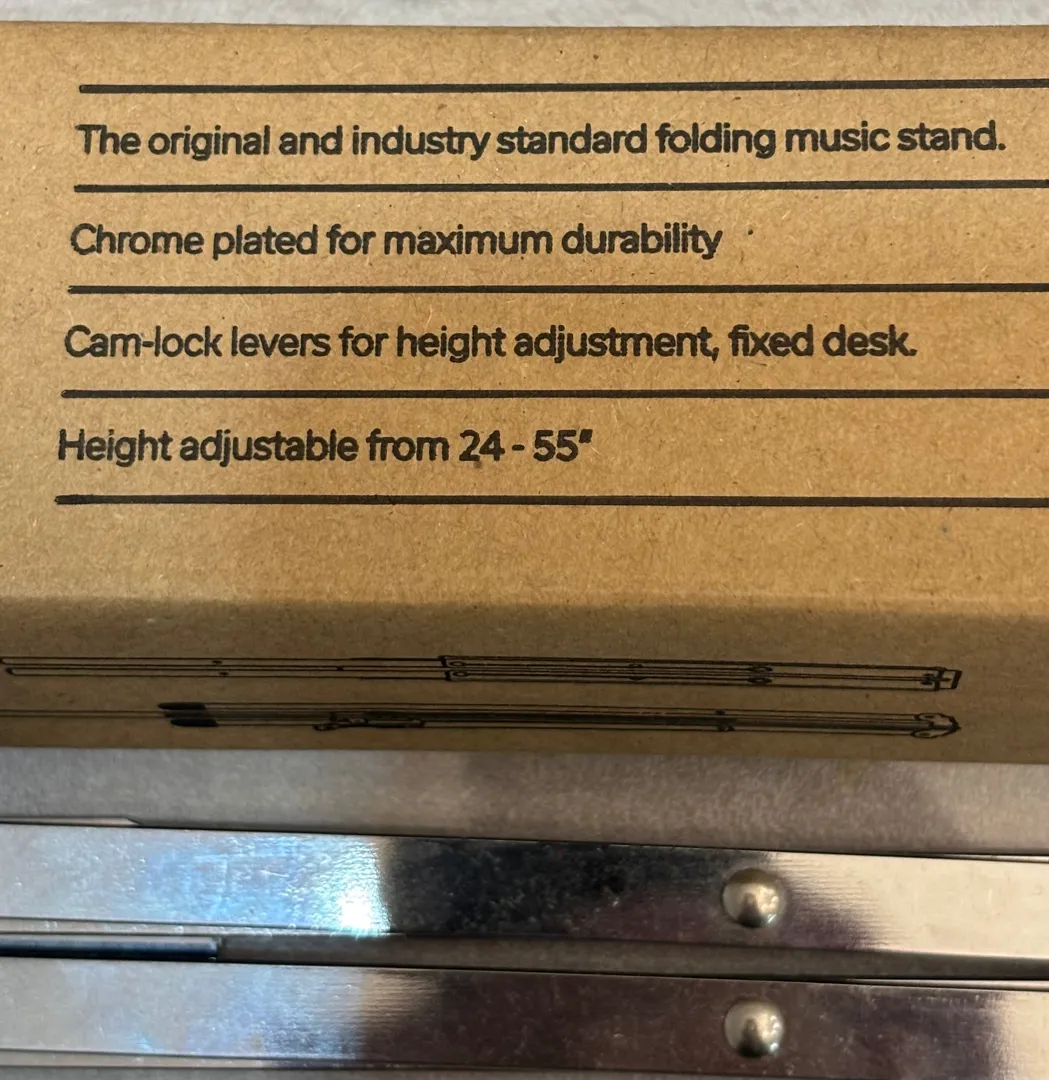 The original and industry standard folding music stand.
Chrome plated for maximum durability
Cam-lock levers for height adjustment, fixed desk.
Height adjustable from 24 - 55"